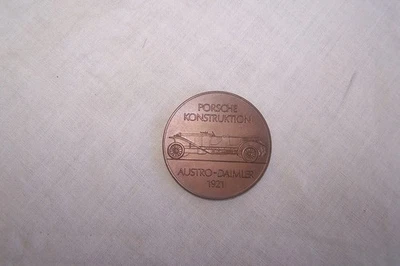 PORSCHE
KONSTRUKTION
AUSTRO-DAIMLER
1921